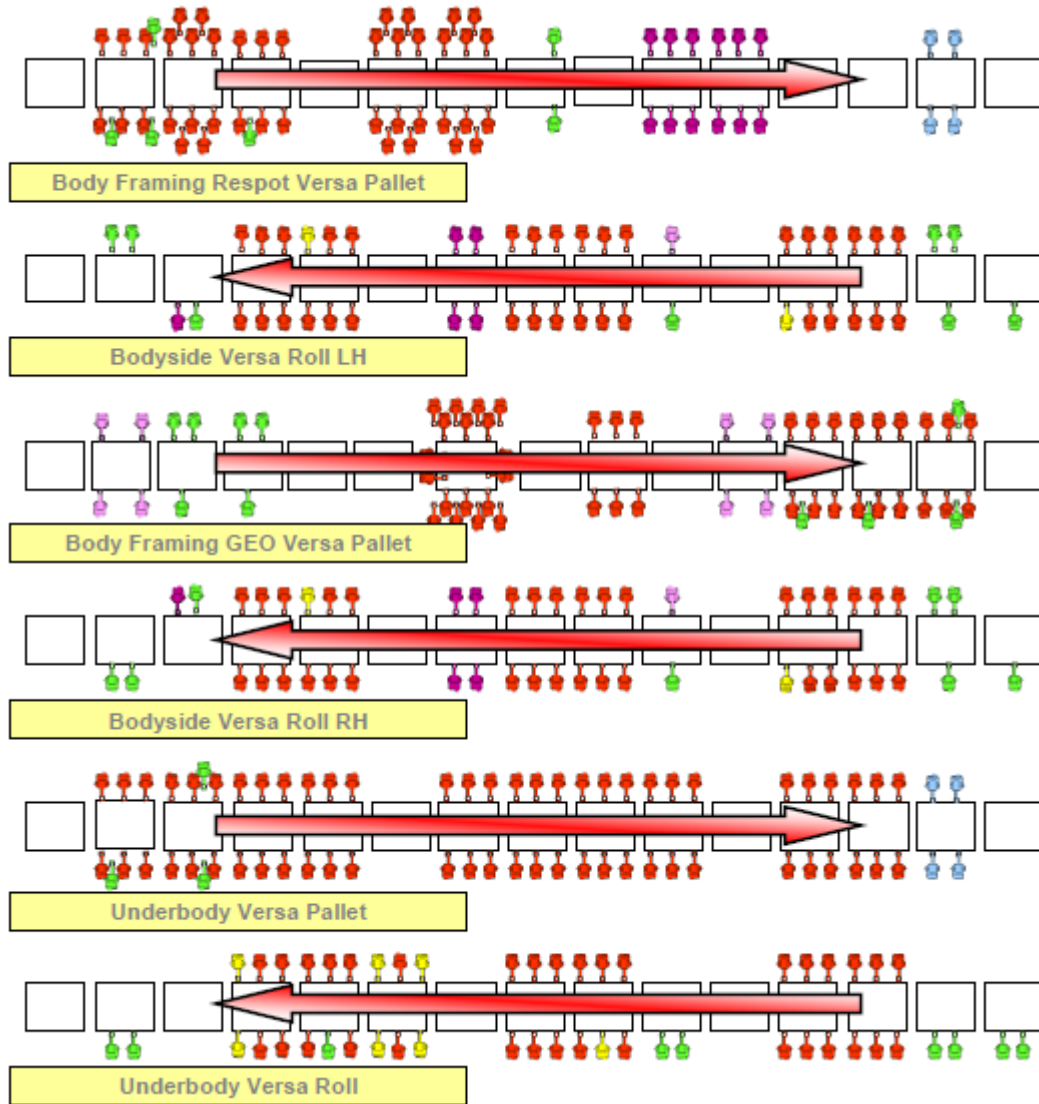 Body Framing Respot Versa Pallet
Bodyside Versa Roll LH
Body Framing GEO Versa Pallet
Bodyside Versa Roll RH
Underbody Versa Pallet
Underbody Versa Roll